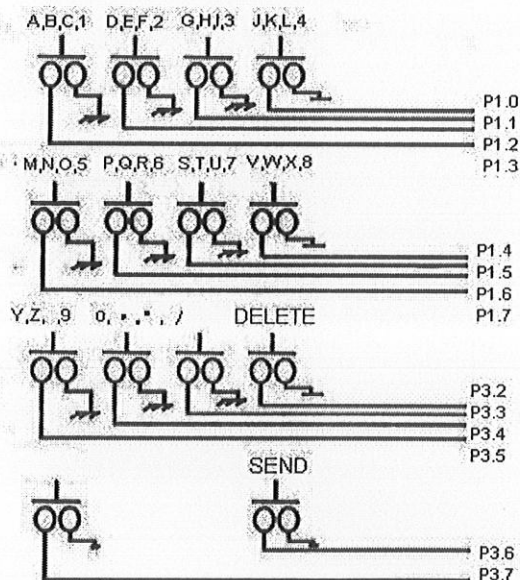 A,B,C,1 D,E,F,2 G,H,I,3 J,K,L,4
P1.0
P1.1
P1.2
P1.3
M,N,O,5 P,Q,R,6 S,T,U,7 V,W,X,8
P1.4
P1.5
P1.6
P1.7
Y,Z, ,9 0, DELETE
P3.2
P3.3
P3.4
P3.5
SEND
P3.6
P3.7